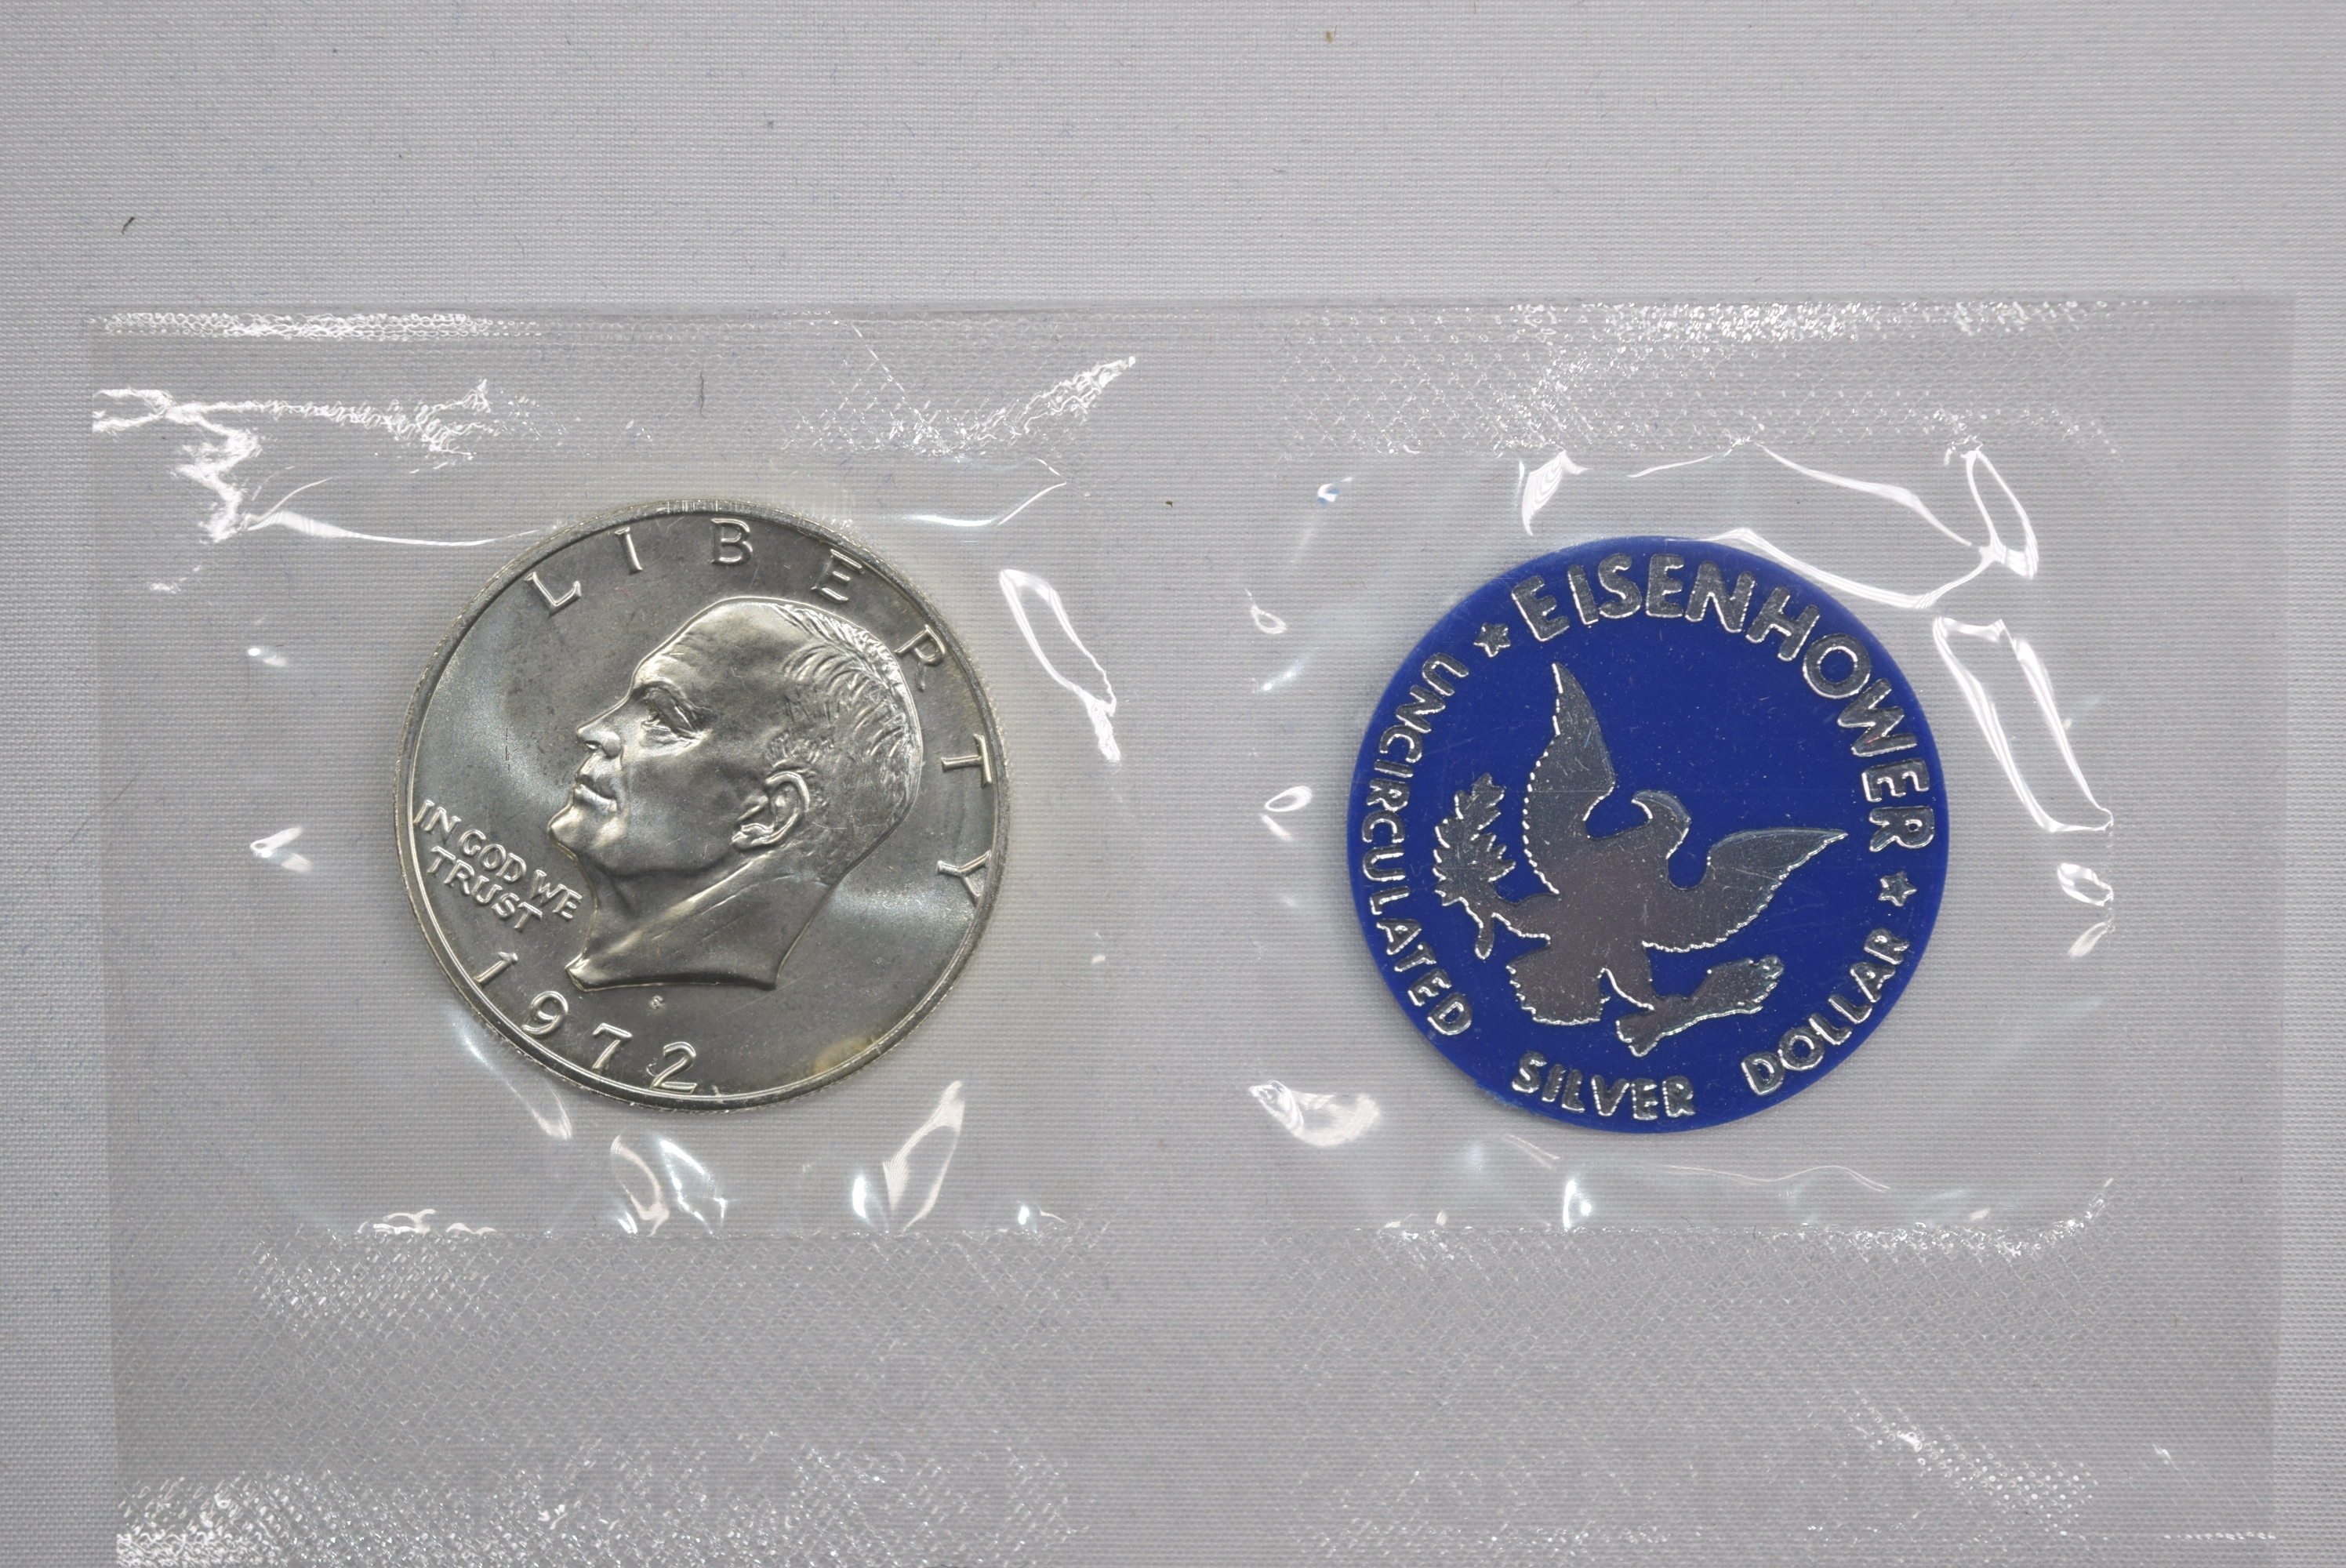 LIBERTY
IN GOD WE
TRUST
S
1972
★ EISENHOWER ★
UNCIRCULATED SILVER DOLLAR